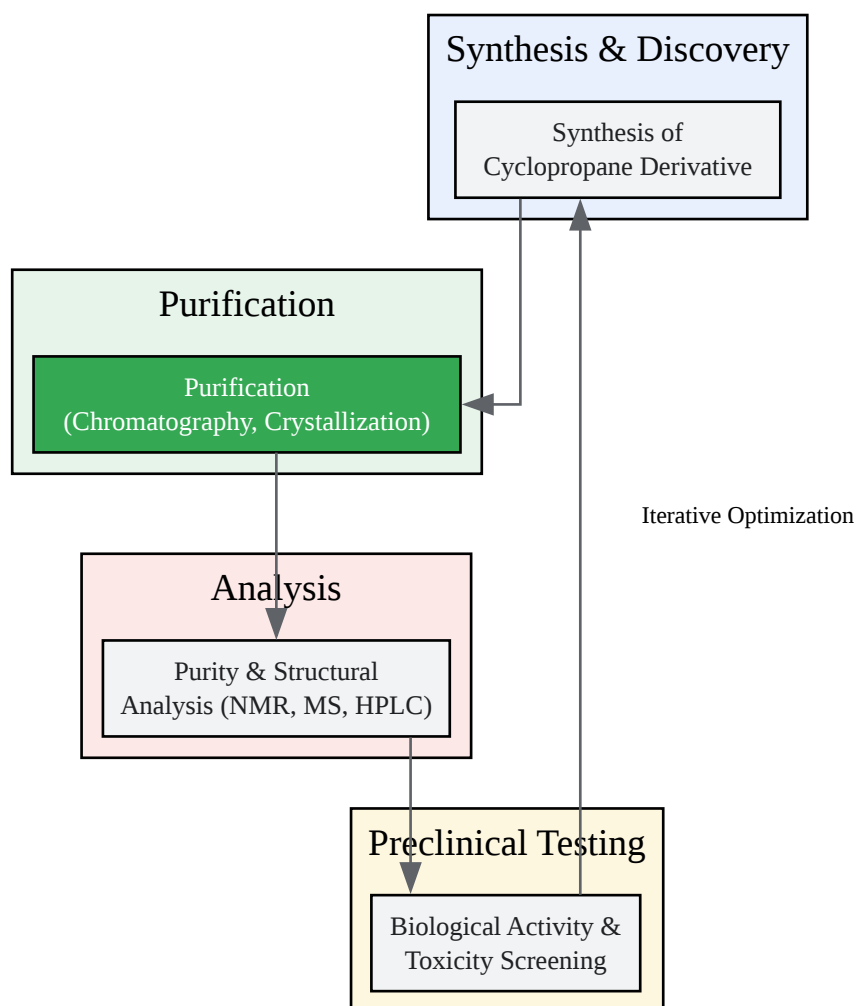 Synthesis & Discovery
Synthesis of
Cyclopropane Derivative
Purification
Purification
(Chromatography, Crystallization)
Iterative Optimization
Analysis
Purity & Structural
Analysis (NMR, MS, HPLC)
Preclinical Testing
Biological Activity &
Toxicity Screening